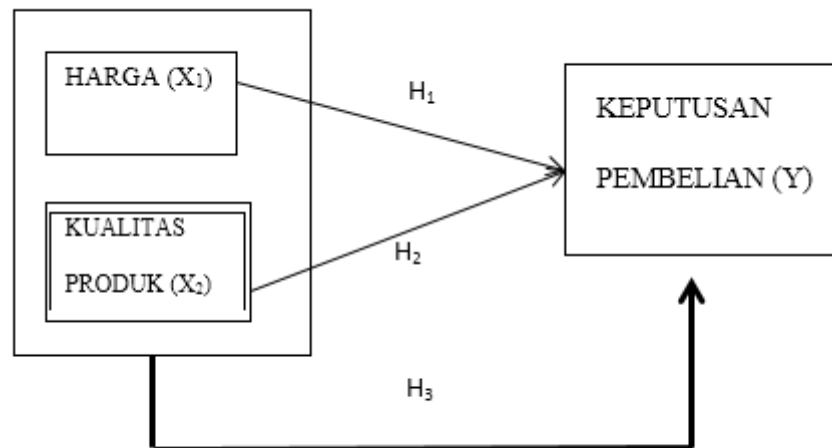 HARGA (X₁)
H₁
KEPUTUSAN
PEMBELIAN (Y)
KUALITAS
PRODUK (X₂)
H₂
H₃